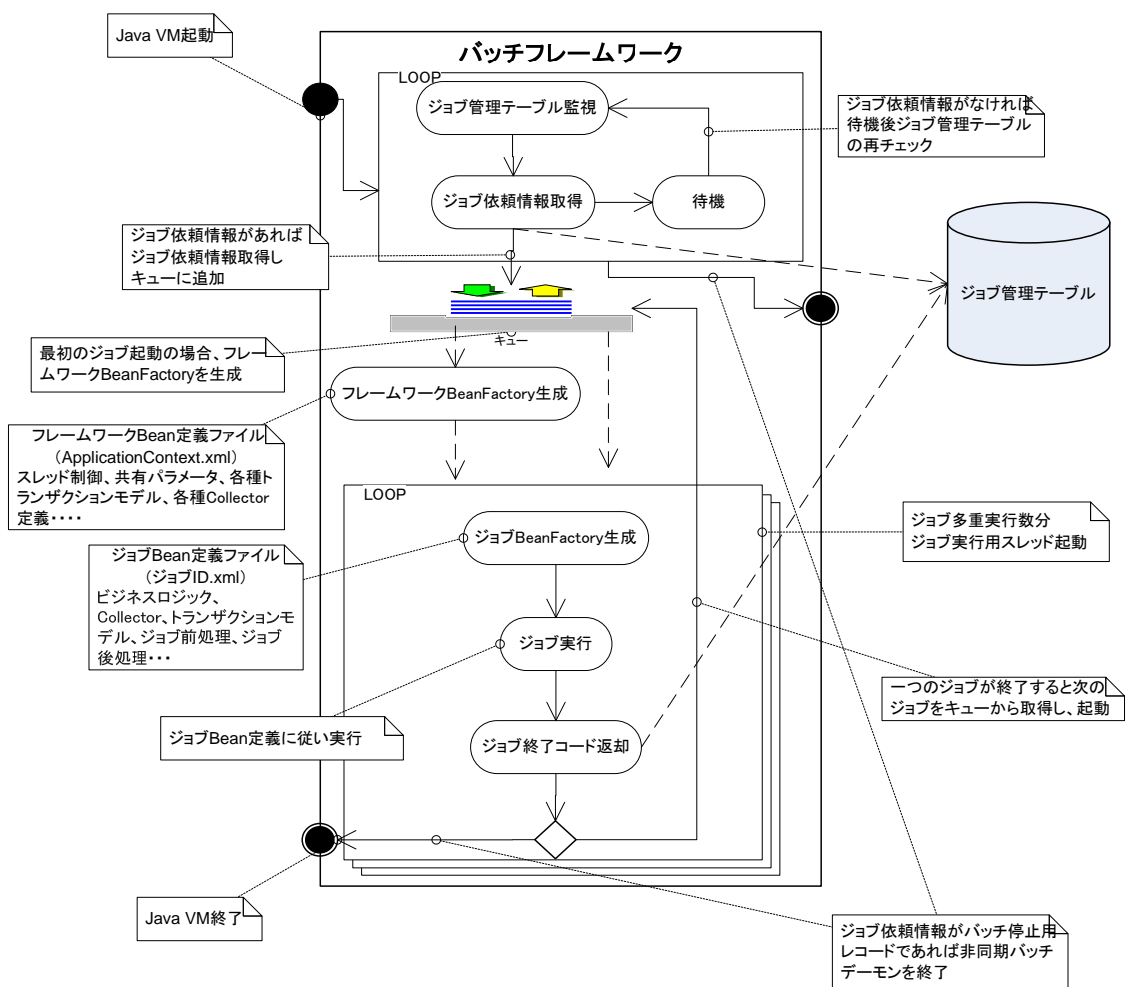 Java VM起動
バッチフレームワーク
LOOP
ジョブ管理テーブル監視
ジョブ依頼情報がなければ
待機後ジョブ管理テーブル
の再チェック
ジョブ依頼情報取得
待機
ジョブ依頼情報があれば
ジョブ依頼情報取得し
キューに追加
ジョブ管理テーブル
キュー
最初のジョブ起動の場合、フレー
ムワークBeanFactoryを生成
フレームワークBeanFactory生成
フレームワークBean定義ファイル
（ApplicationContext.xml）
スレッド制御、共有パラメータ、各種ト
ランザクションモデル、各種Collector
定義・・・・
LOOP
ジョブBeanFactory生成
ジョブ多重実行数分
ジョブ実行用スレッド起動
ジョブBean定義ファイル
（ジョブID.xml）
ビジネスロジック、
Collector、トランザクションモ
デル、ジョブ前処理、ジョブ
後処理・・・
ジョブ実行
一つのジョブが終了すると次の
ジョブをキューから取得し、起動
ジョブBean定義に従い実行
ジョブ終了コード返却
Java VM終了
ジョブ依頼情報がバッチ停止用
レコードであれば非同期バッチ
デーモンを終了